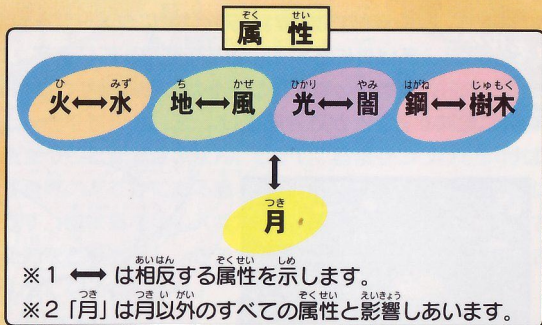 属性
火↔水 地↔風 光↔闇 鋼↔樹木
↕
月
※1 ↔ は相反する属性を示します。
※2「月」は月以外のすべての属性と影響しあいます。